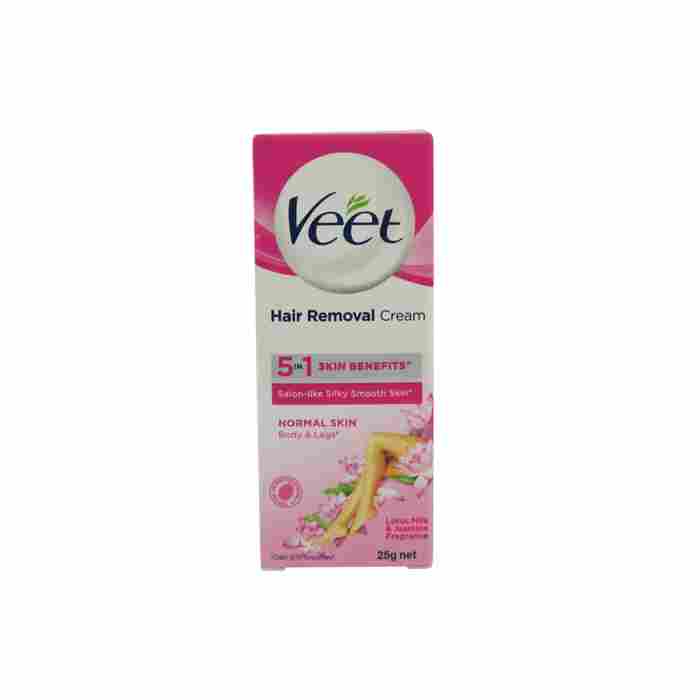 Veet
Hair Removal Cream
5 IN 1 SKIN BENEFITS*
Salon-like Silky Smooth Skin*
NORMAL SKIN
Body & Legs*
Lotus Milk
& Jasmine
Fragrance
25g net